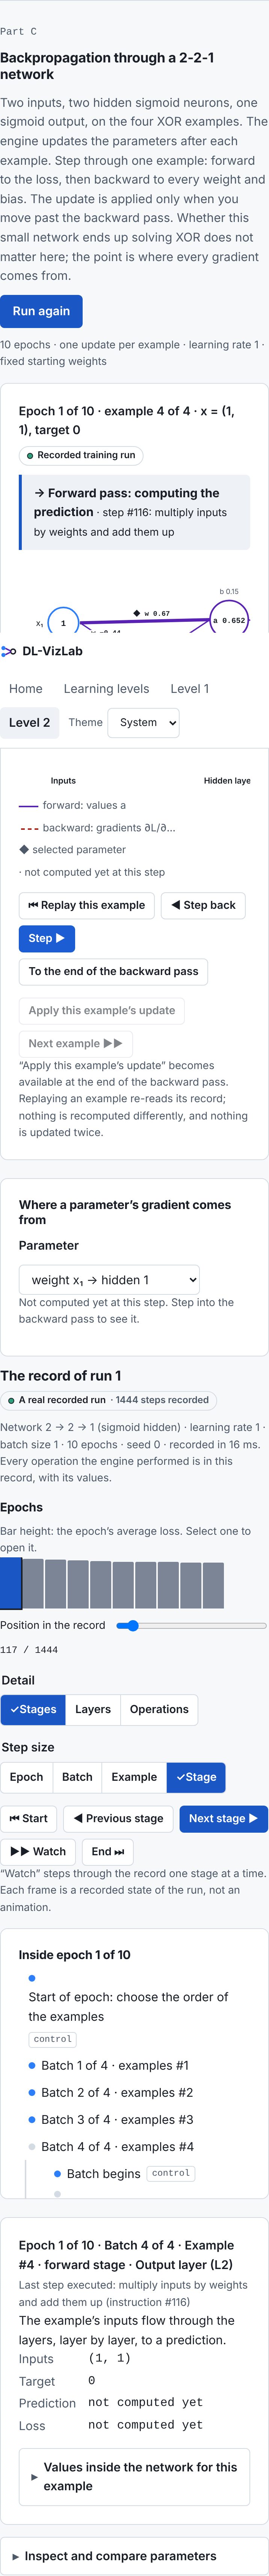 Part C
Backpropagation through a 2-2-1
network
Two inputs, two hidden sigmoid neurons, one
sigmoid output, on the four XOR examples. The
engine updates the parameters after each
example. Step through one example: forward
to the loss, then backward to every weight and
bias. The update is applied only when you
move past the backward pass. Whether this
small network ends up solving XOR does not
matter here; the point is where every gradient
comes from.
Run again
10 epochs · one update per example · learning rate 1 ·
fixed starting weights
Epoch 1 of 10 · example 4 of 4 · x = (1,
1), target 0
Recorded training run
→ Forward pass: computing the
prediction · step #116: multiply inputs
by weights and add them up
b 0.15
◆ w 0.67
x₁ 1
a 0.652
DL-VizLab
Home Learning levels Level 1
Level 2 Theme System
Inputs Hidden laye
forward: values a
backward: gradients ∂L/∂…
◆ selected parameter
· not computed yet at this step
⏮ Replay this example ◀ Step back
Step ▶
To the end of the backward pass
Apply this example’s update
Next example ▶▶
“Apply this example’s update” becomes
available at the end of the backward pass.
Replaying an example re-reads its record;
nothing is recomputed differently, and nothing
is updated twice.
Where a parameter’s gradient comes
from
Parameter
weight x₁ → hidden 1
Not computed yet at this step. Step into the
backward pass to see it.
The record of run 1
A real recorded run · 1444 steps recorded
Network 2 → 2 → 1 (sigmoid hidden) · learning rate 1 ·
batch size 1 · 10 epochs · seed 0 · recorded in 16 ms.
Every operation the engine performed is in this
record, with its values.
Epochs
Bar height: the epoch’s average loss. Select one to
open it.
Position in the record
117 / 1444
Detail
✓Stages Layers Operations
Step size
Epoch Batch Example ✓Stage
⏮ Start ◀ Previous stage Next stage ▶
▶▶ Watch End ⏭
“Watch” steps through the record one stage at a time.
Each frame is a recorded state of the run, not an
animation.
Inside epoch 1 of 10
Start of epoch: choose the order of
the examples
control
Batch 1 of 4 · examples #1
Batch 2 of 4 · examples #2
Batch 3 of 4 · examples #3
Batch 4 of 4 · examples #4
Batch begins control
Epoch 1 of 10 · Batch 4 of 4 · Example
#4 · forward stage · Output layer (L2)
Last step executed: multiply inputs by weights
and add them up (instruction #116)
The example’s inputs flow through the
layers, layer by layer, to a prediction.
Inputs (1, 1)
Target 0
Prediction not computed yet
Loss not computed yet
▶ Values inside the network for this
example
▶ Inspect and compare parameters